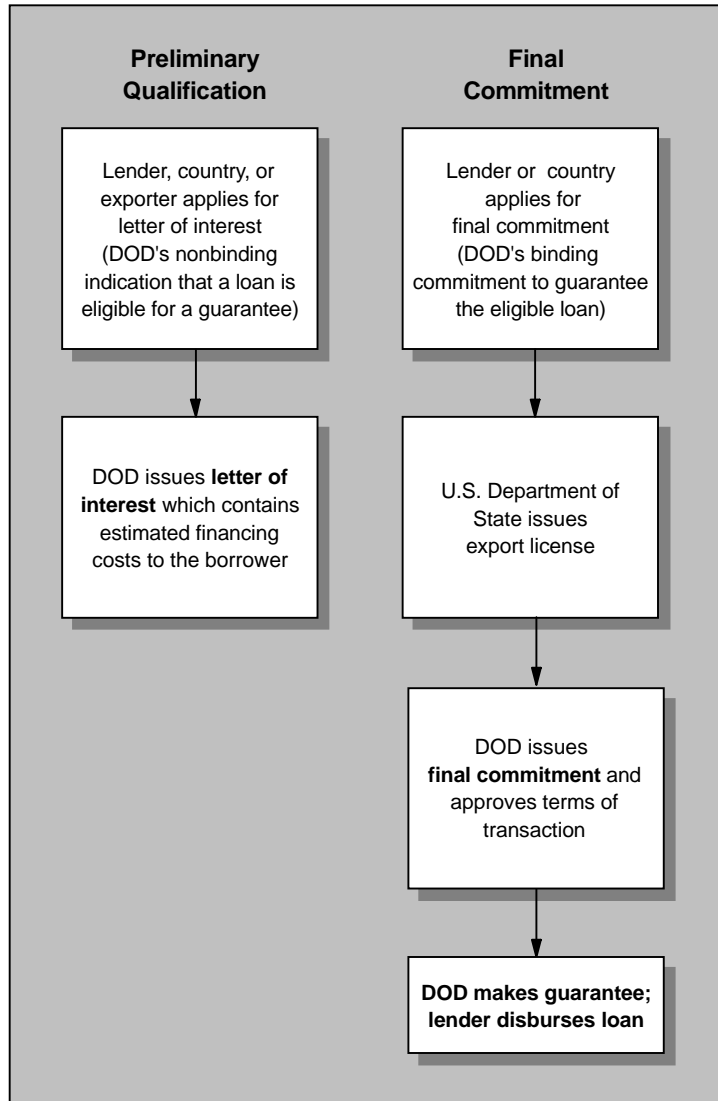 Preliminary
Qualification
Lender, country, or
exporter applies for
letter of interest
(DOD's nonbinding
indication that a loan is
eligible for a guarantee)
DOD issues letter of
interest which contains
estimated financing
costs to the borrower
Final
Commitment
Lender or country
applies for
final commitment
(DOD's binding
commitment to guarantee
the eligible loan)
U.S. Department of
State issues
export license
DOD issues
final commitment and
approves terms of
transaction
DOD makes guarantee;
lender disburses loan